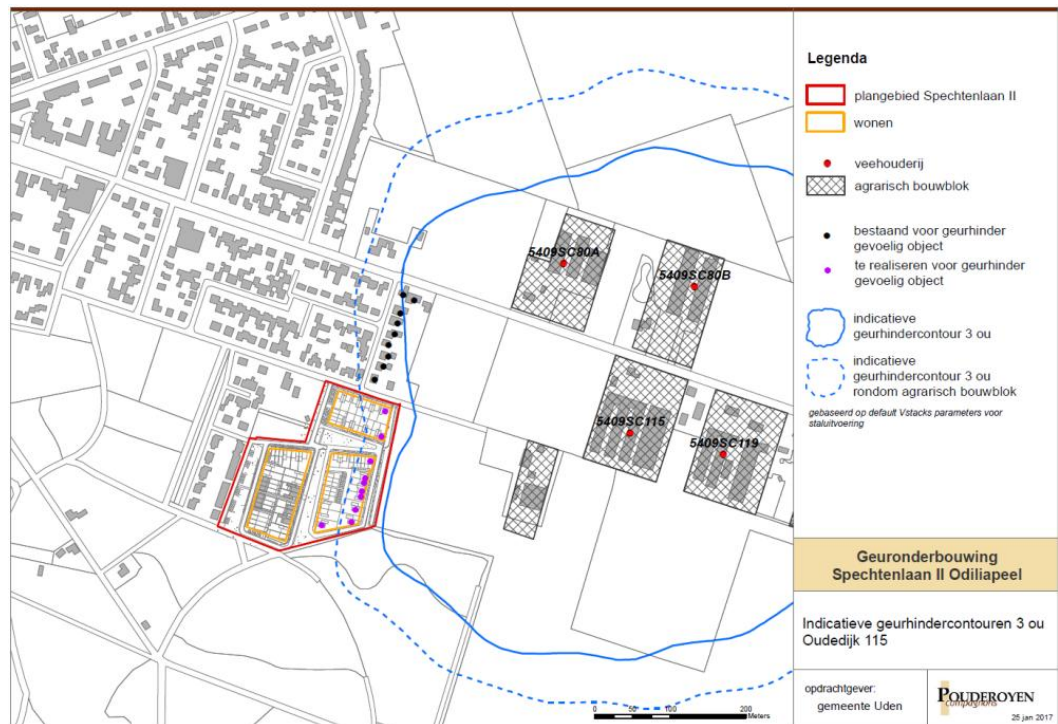 Legenda
plangebied Spechtenlaan II
wonen
veehouderij
agrarisch bouwblok
bestaand voor geurhinder
gevoelig object
te realiseren voor geurhinder
gevoelig object
indicatieve
geurhindercontour 3 ou
indicatieve
geurhindercontour 3 ou
rondom agrarisch bouwblok
gebaseerd op default Vstacks parameters voor
staluitvoering
5409SC80A
5409SC80B
5409SC115
5409SC119
Geuronderbouwing
Spechtenlaan II Odiliapeel
Indicatieve geurhindercontouren 3 ou
Oudedijk 115
opdrachtgever:
gemeente Uden
POUDEROYEN
compagnons
25 jan 2017
0 50 100 200
Meters